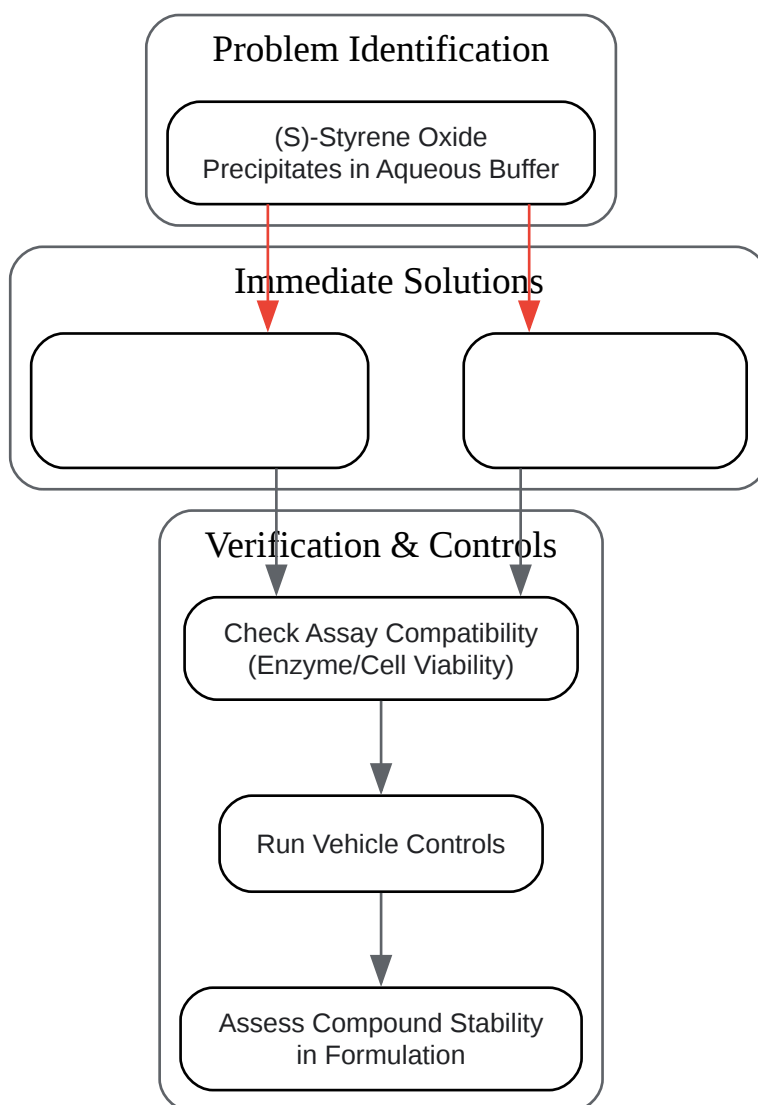 Problem Identification
(S)-Styrene Oxide
Precipitates in Aqueous Buffer
Immediate Solutions
Verification & Controls
Check Assay Compatibility
(Enzyme/Cell Viability)
Run Vehicle Controls
Assess Compound Stability
in Formulation